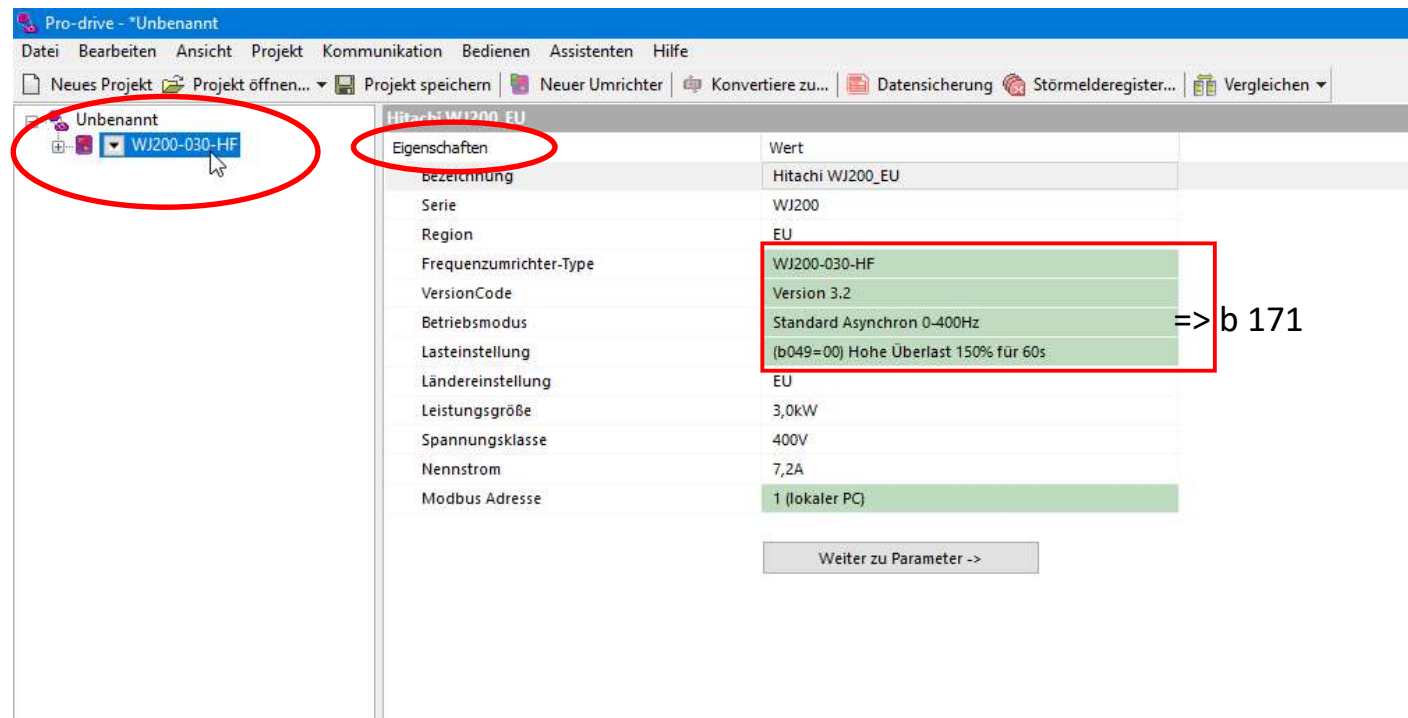 Pro-drive - *Unbenannt
Datei Bearbeiten Ansicht Projekt Kommunikation Bedienen Assistenten Hilfe
Neues Projekt Projekt öffnen... Projekt speichern Neuer Umrichter Konvertiere zu... Datensicherung Störmelderegister... Vergleichen
Unbenannt
WJ200-030-HF
Hitachi WJ200_EU
Eigenschaften Wert
Bezeichnung Hitachi WJ200_EU
Serie WJ200
Region EU
Frequenzumrichter-Type WJ200-030-HF
VersionCode Version 3.2
Betriebsmodus Standard Asynchron 0-400Hz
=> b 171
Lasteinstellung (b049=00) Hohe Überlast 150% für 60s
Ländereinstellung EU
Leistungsgröße 3,0kW
Spannungsklasse 400V
Nennstrom 7,2A
Modbus Adresse 1 (lokaler PC)
Weiter zu Parameter ->